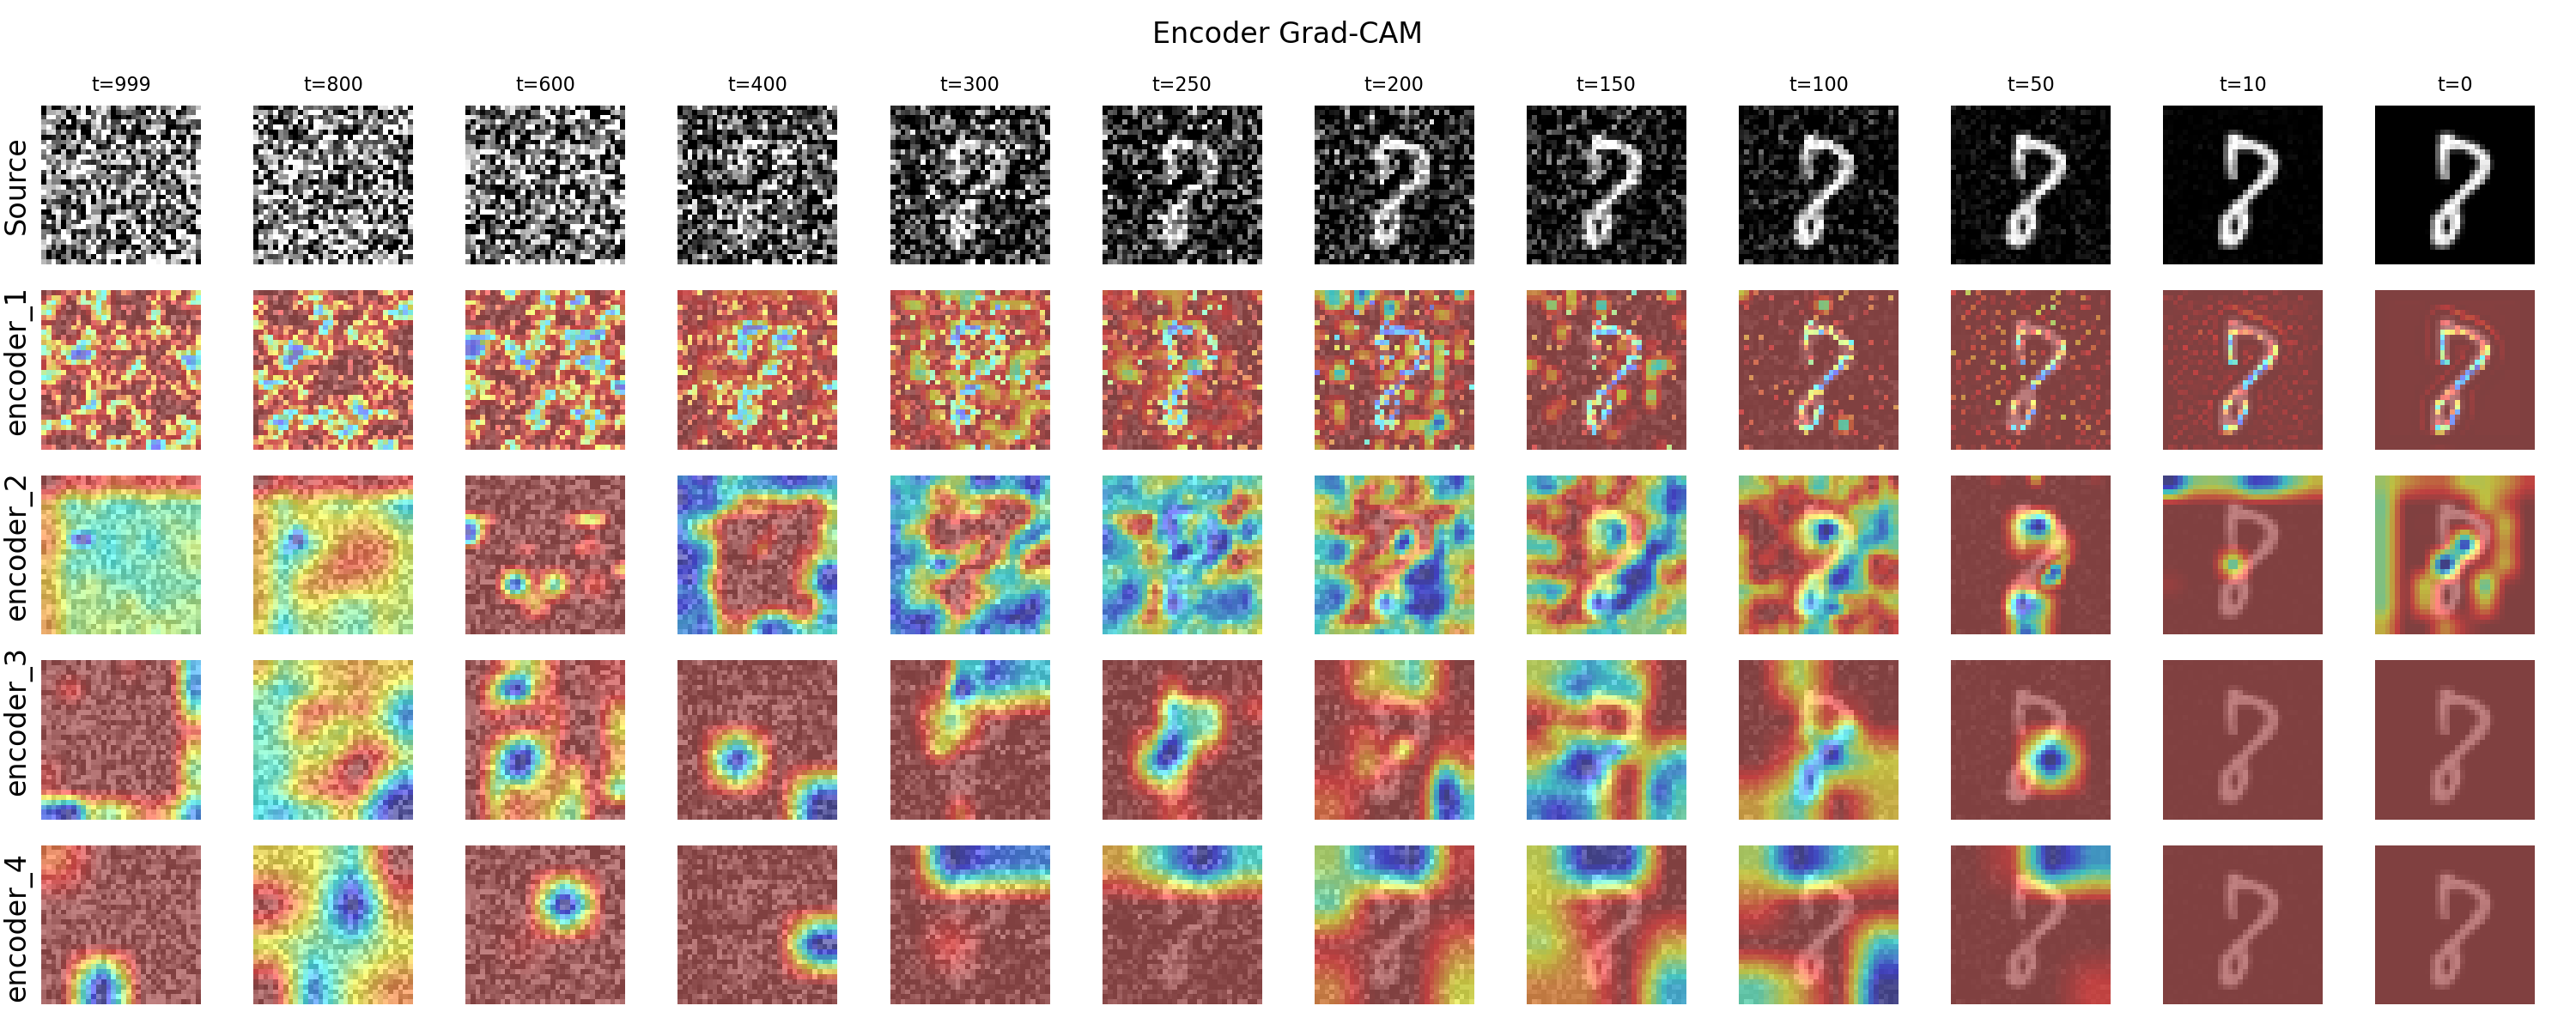 Encoder Grad-CAM
t=999 t=800 t=600 t=400 t=300 t=250 t=200 t=150 t=100 t=50 t=10 t=0
Source
encoder_1
encoder_2
encoder_3
encoder_4